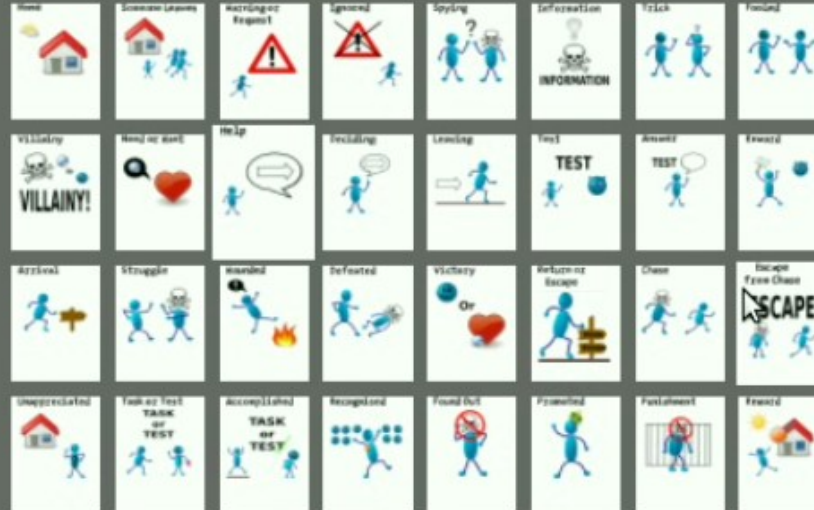 Home
Someone Leaves
Warning or
Request
Ignored
Spying
?
Information
INFORMATION
Trick
?
Fooled
Villainy
VILLAINY!
Need or Want
Help
Deciding
Leaving
Test
TEST
Answer
TEST
Reward
Arrival
Struggle
Wounded
Defeated
Victory
Or
Return or
Escape
Chase
Escape
from Chase
ESCAPE
Unappreciated
Task or Test
TASK
or
TEST
Accomplished
TASK
or
TEST
Recognised
Found Out
Promoted
Punishment
Reward